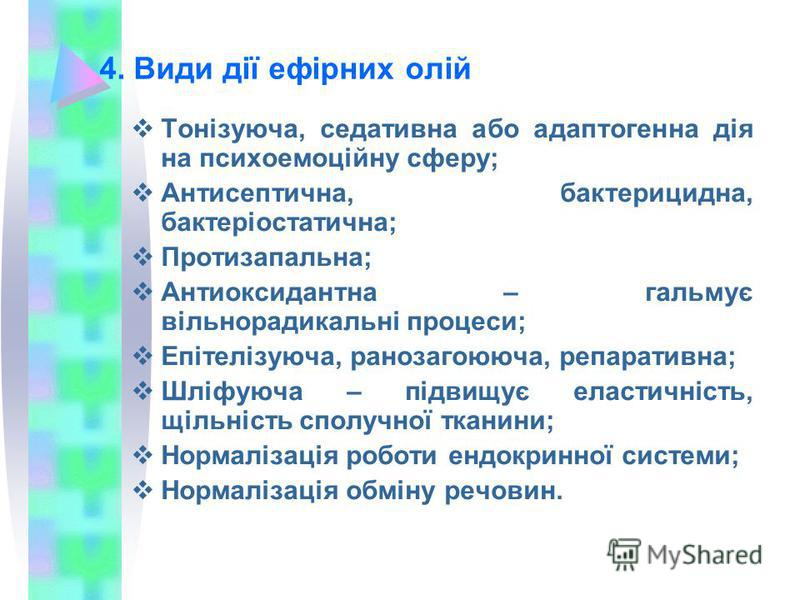 4. Види дії ефірних олій
Тонізуюча, седативна або адаптогенна дія
на психоемоційну сферу;
Антисептична, бактерицидна,
бактеріостатична;
Протизапальна;
Антиоксидантна – гальмує
вільнорадикальні процеси;
Епітелізуюча, ранозагоююча, репаративна;
Шліфуюча – підвищує еластичність,
щільність сполучної тканини;
Нормалізація роботи ендокринної системи;
Нормалізація обміну речовин.
MyShared